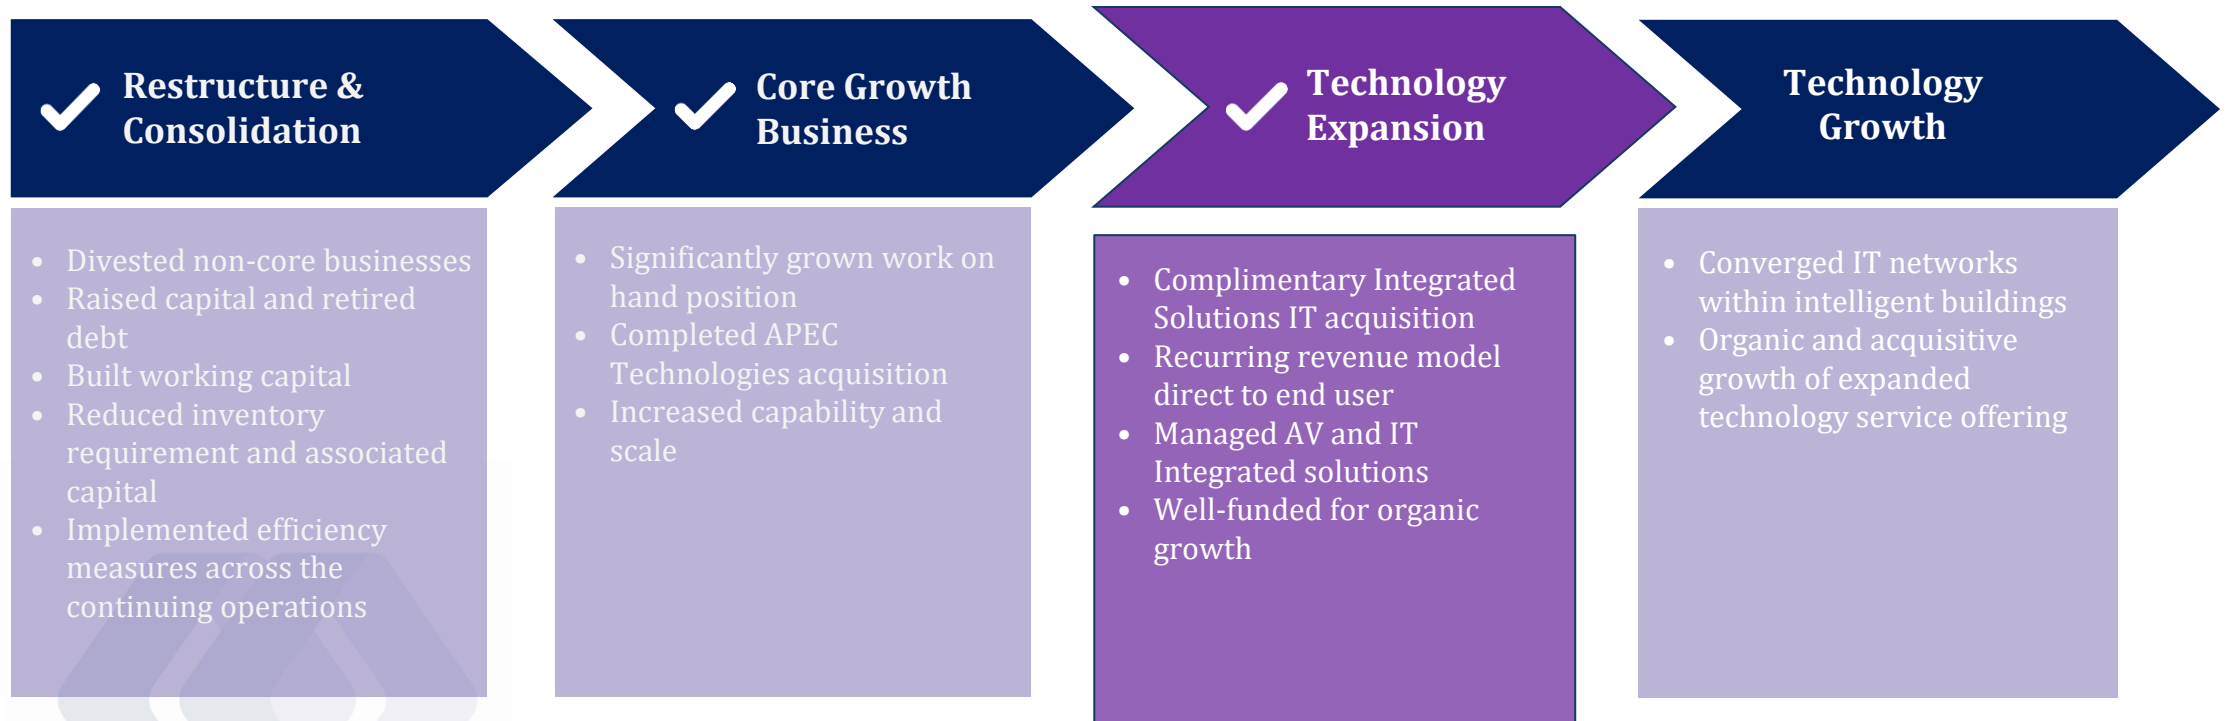 Restructure &
Consolidation
• Divested non-core businesses
• Raised capital and retired
debt
• Built working capital
• Reduced inventory
requirement and associated
capital
• Implemented efficiency
measures across the
continuing operations
Core Growth
Business
• Significantly grown work on
hand position
• Completed APEC
Technologies acquisition
• Increased capability and
scale
Technology
Expansion
• Complimentary Integrated
Solutions IT acquisition
• Recurring revenue model
direct to end user
• Managed AV and IT
Integrated solutions
• Well-funded for organic
growth
Technology
Growth
• Converged IT networks
within intelligent buildings
• Organic and acquisitive
growth of expanded
technology service offering